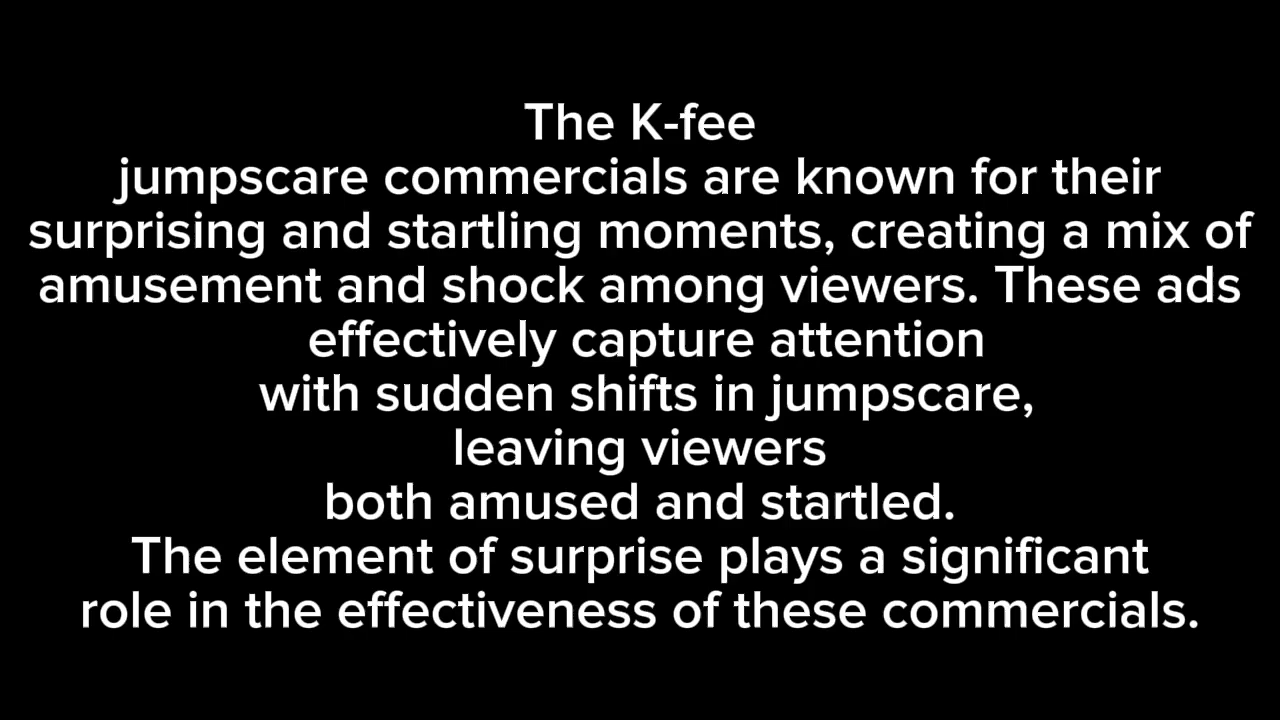 The K-fee
jumpscare commercials are known for their
surprising and startling moments, creating a mix of
amusement and shock among viewers. These ads
effectively capture attention
with sudden shifts in jumpscare,
leaving viewers
both amused and startled.
The element of surprise plays a significant
role in the effectiveness of these commercials.